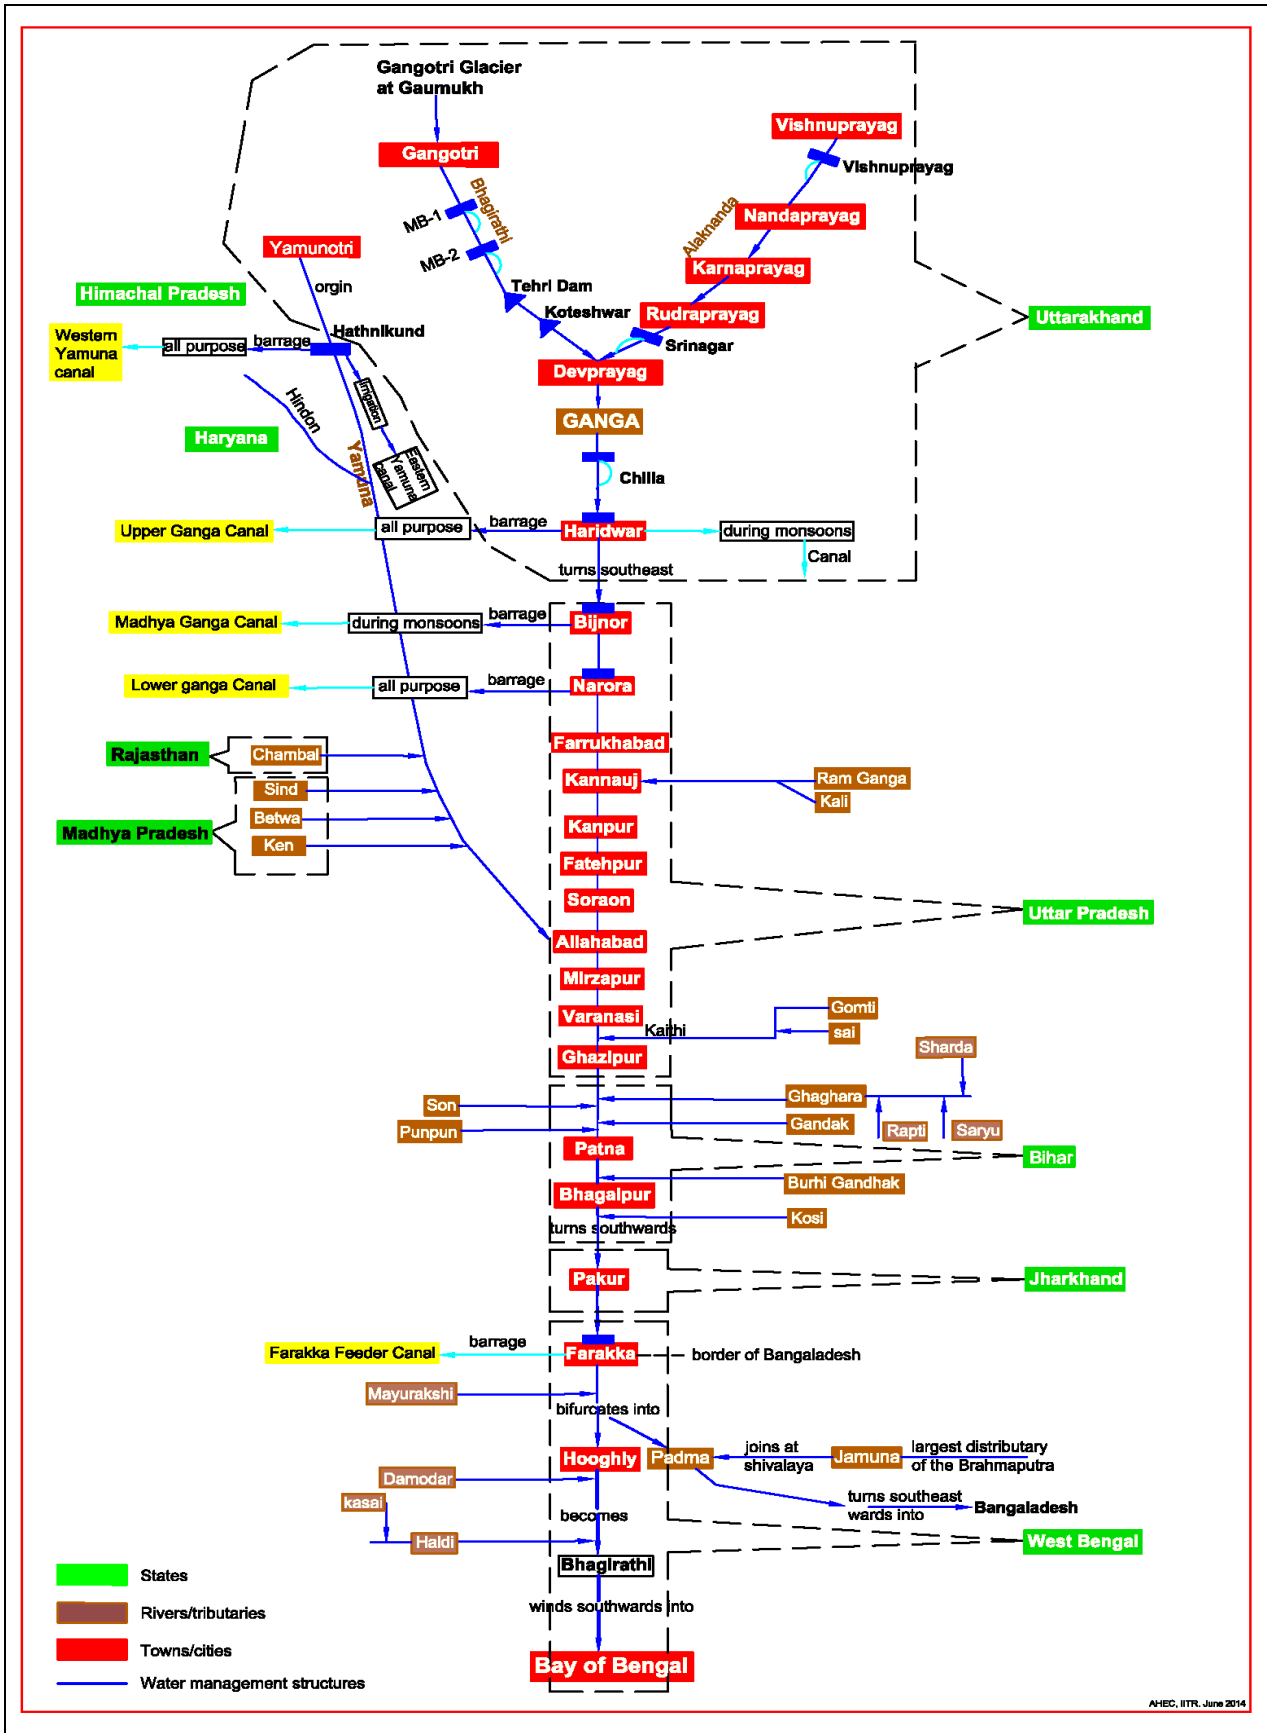 Gangotri Glacier
at Gaumukh
Vishnuprayag
Gangotri
Vishnuprayag
Bhagirathi
MB-1
Alaknanda
Nandaprayag
Yamunotri
MB-2
Karnaprayag
orgin
Tehri Dam
Himachal Pradesh
Koteshwar
Rudraprayag
Uttarakhand
Hathnikund
Western
Yamuna
canal
all purpose
barrage
Srinagar
Devprayag
irrigation
Hindon
GANGA
Haryana
Yamuna
Eastern
Yamuna
canal
Chilla
Upper Ganga Canal
all purpose
barrage
Haridwar
during monsoons
Canal
turns southeast
Madhya Ganga Canal
during monsoons
barrage
Bijnor
Lower ganga Canal
all purpose
barrage
Narora
Farrukhabad
Rajasthan
Chambal
Kannauj
Ram Ganga
Sind
Kali
Betwa
Madhya Pradesh
Kanpur
Ken
Fatehpur
Soraon
Uttar Pradesh
Allahabad
Mirzapur
Varanasi
Gomti
Kaithi
sai
Ghazipur
Sharda
Ghaghara
Son
Gandak
Rapti
Saryu
Punpun
Patna
Bihar
Burhi Gandhak
Bhagalpur
Kosi
turns southwards
Pakur
Jharkhand
barrage
Farakka Feeder Canal
Farakka
border of Bangaladesh
Mayurakshi
bifurcates into
Hooghly
Padma
joins at
shivalaya
Jamuna
largest distributary
of the Brahmaputra
Damodar
kasai
turns southeast
wards into
Bangaladesh
becomes
Haldi
West Bengal
Bhagirathi
States
winds southwards into
Rivers/tributaries
Towns/cities
Bay of Bengal
Water management structures
AHEC, IITR. June 2014